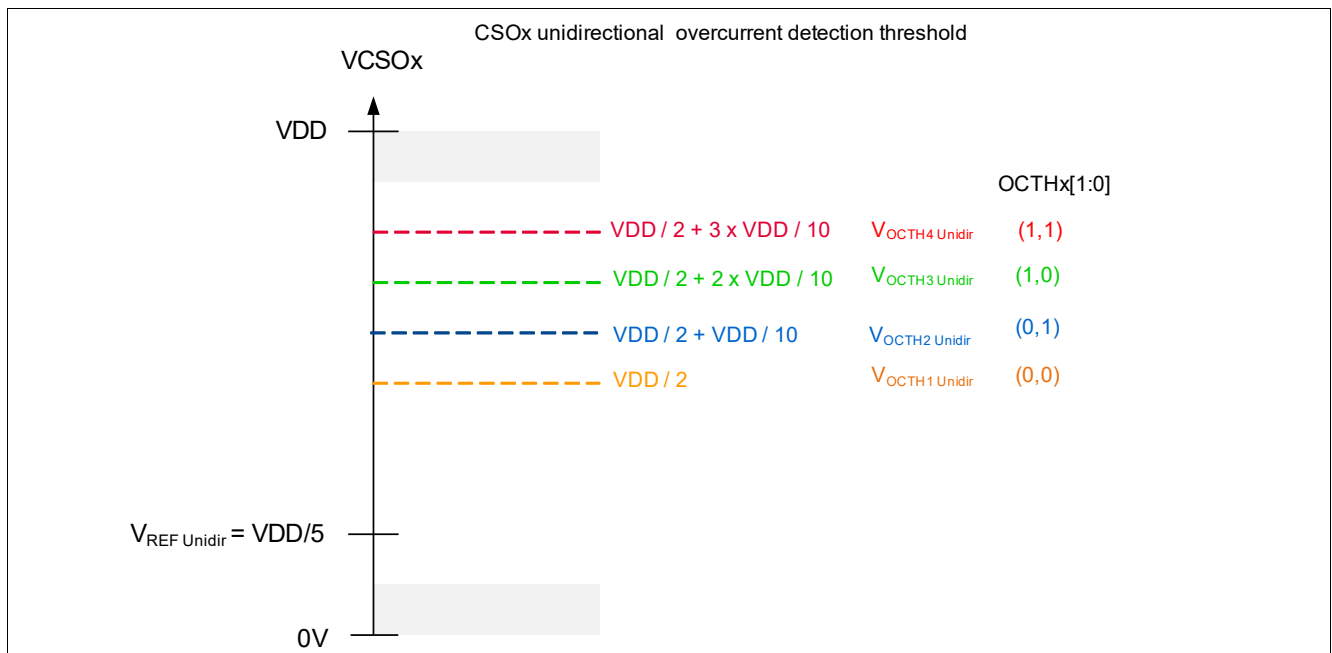 CSOx unidirectional overcurrent detection threshold
VCSOx
VDD
OCTHx[1:0]
VDD / 2 + 3 x VDD / 10 VOCTH4 Unidir (1,1)
VDD / 2 + 2 x VDD / 10 VOCTH3 Unidir (1,0)
VDD / 2 + VDD / 10 VOCTH2 Unidir (0,1)
VDD / 2 VOCTH1 Unidir (0,0)
VREF Unidir = VDD/5
0V